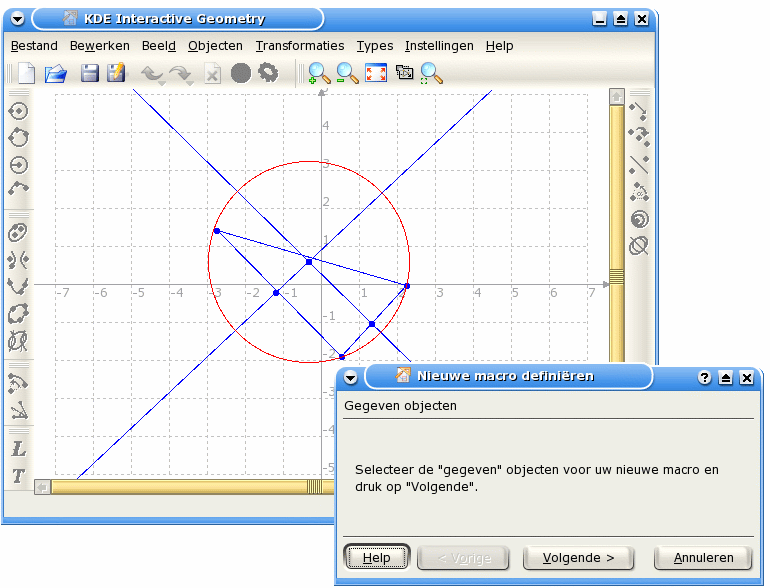 KDE Interactive Geometry
Bestand Bewerken Beeld Objecten Transformaties Types Instellingen Help
5
4
3
2
1
-7 -6 -5 -4 -3 -2 -1 1 2 3 4 5 6 7
-1
-2
-3
-4
-5
L
T
Nieuwe macro definiëren
Gegeven objecten
Selecteer de "gegeven" objecten voor uw nieuwe macro en
druk op "Volgende".
Help < Vorige Volgende > Annuleren